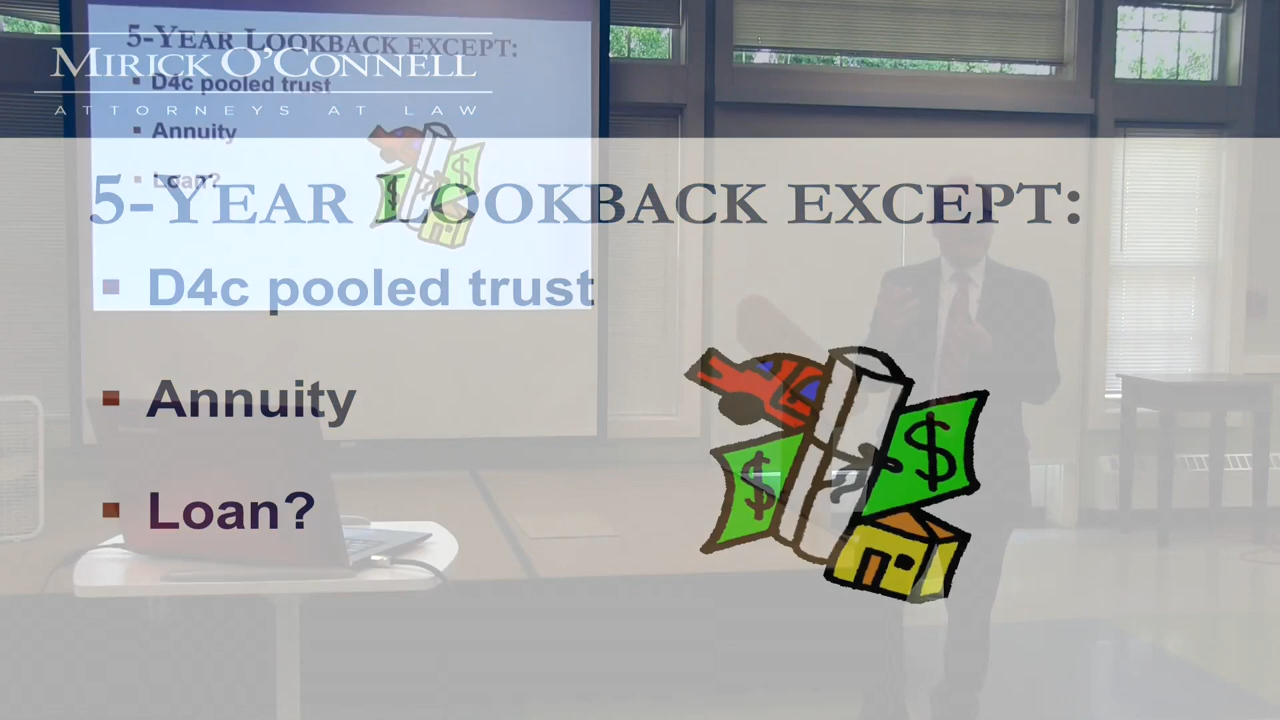 5-YEAR LOOKBACK EXCEPT:
MIRICK O'CONNELL
▪ D4c pooled trust
ATTORNEYS AT LAW
▪ Annuity
▪ Loan?
5-YEAR LOOKBACK EXCEPT:
▪ D4c pooled trust
▪ Annuity
▪ Loan?
$
$
$